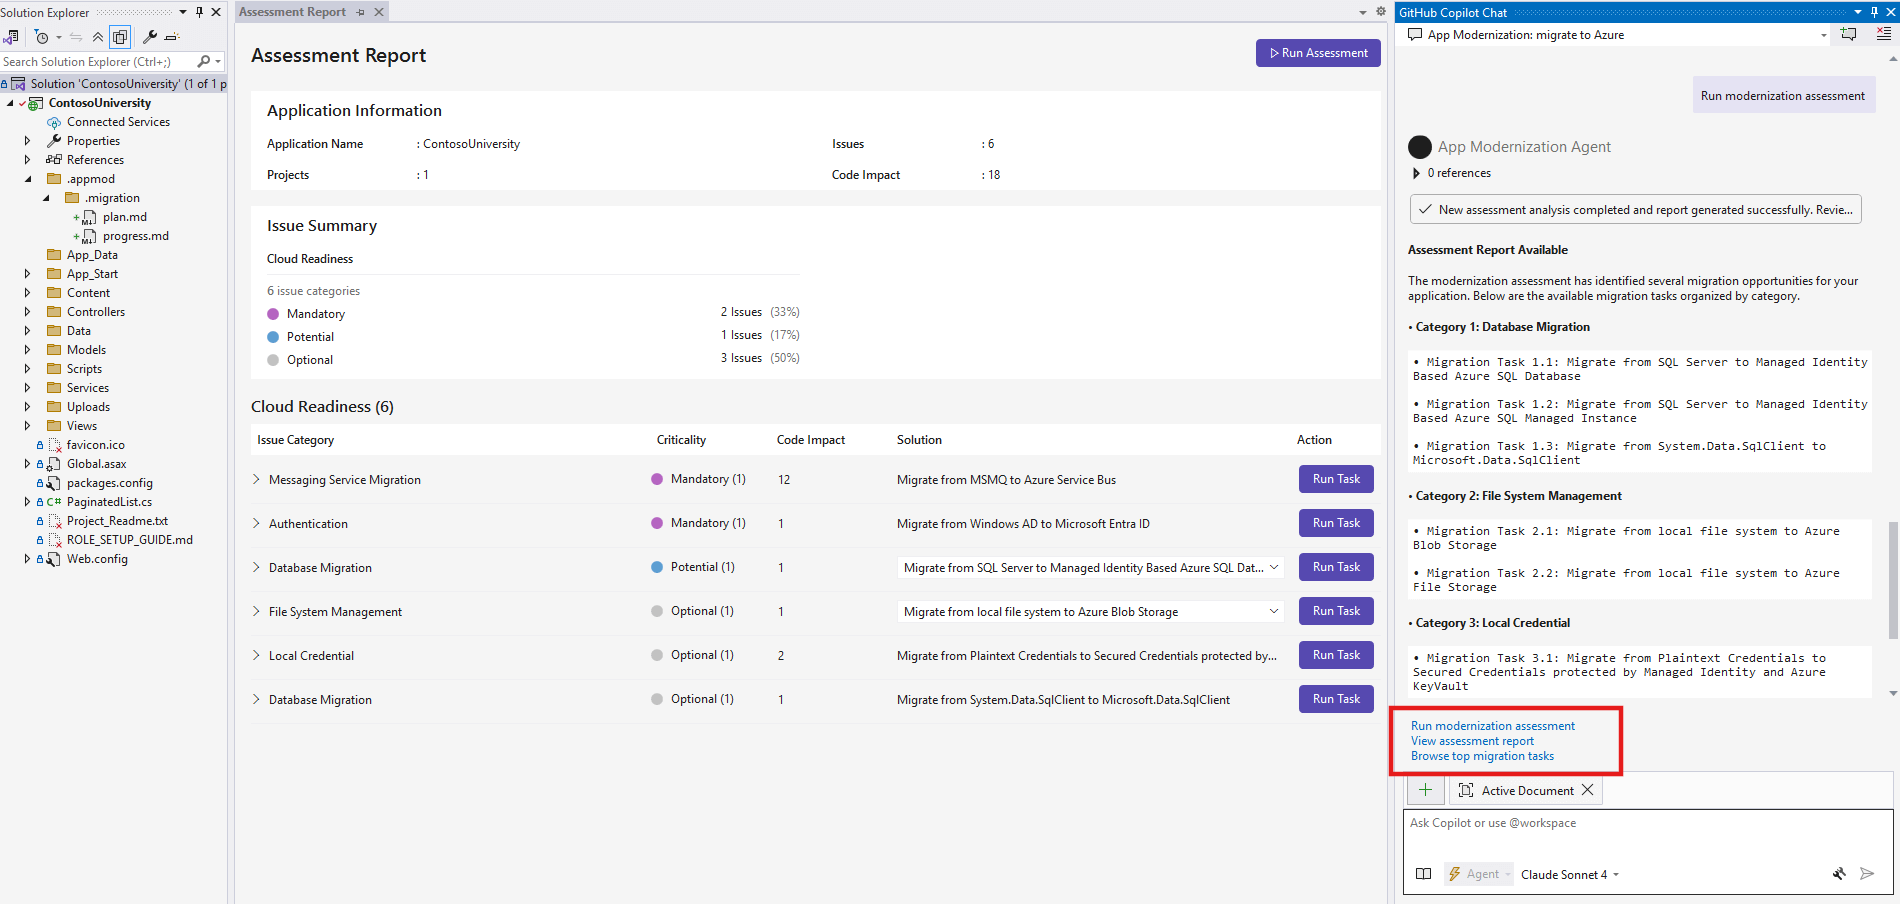 Solution Explorer
Search Solution Explorer (Ctrl+;)
Solution 'ContosoUniversity' (1 of 1 p
ContosoUniversity
Connected Services
Properties
References
.appmod
.migration
plan.md
progress.md
App_Data
App_Start
Content
Controllers
Data
Models
Scripts
Services
Uploads
Views
favicon.ico
Global.asax
packages.config
C# PaginatedList.cs
Project_Readme.txt
ROLE_SETUP_GUIDE.md
Web.config
Assessment Report
Assessment Report
Run Assessment
Application Information
Application Name : ContosoUniversity Issues : 6
Projects : 1 Code Impact : 18
Issue Summary
Cloud Readiness
6 issue categories
Mandatory 2 Issues (33%)
Potential 1 Issues (17%)
Optional 3 Issues (50%)
Cloud Readiness (6)
Issue Category Criticality Code Impact Solution Action
Messaging Service Migration Mandatory (1) 12 Migrate from MSMQ to Azure Service Bus Run Task
Authentication Mandatory (1) 1 Migrate from Windows AD to Microsoft Entra ID Run Task
Database Migration Potential (1) 1 Migrate from SQL Server to Managed Identity Based Azure SQL Dat... Run Task
File System Management Optional (1) 1 Migrate from local file system to Azure Blob Storage Run Task
Local Credential Optional (1) 2 Migrate from Plaintext Credentials to Secured Credentials protected by... Run Task
Database Migration Optional (1) 1 Migrate from System.Data.SqlClient to Microsoft.Data.SqlClient Run Task
GitHub Copilot Chat
App Modernization: migrate to Azure
Run modernization assessment
App Modernization Agent
0 references
New assessment analysis completed and report generated successfully. Revie...
Assessment Report Available
The modernization assessment has identified several migration opportunities for your
application. Below are the available migration tasks organized by category.
• Category 1: Database Migration
• Migration Task 1.1: Migrate from SQL Server to Managed Identity
Based Azure SQL Database
• Migration Task 1.2: Migrate from SQL Server to Managed Identity
Based Azure SQL Managed Instance
• Migration Task 1.3: Migrate from System.Data.SqlClient to
Microsoft.Data.SqlClient
• Category 2: File System Management
• Migration Task 2.1: Migrate from local file system to Azure
Blob Storage
• Migration Task 2.2: Migrate from local file system to Azure
File Storage
• Category 3: Local Credential
• Migration Task 3.1: Migrate from Plaintext Credentials to
Secured Credentials protected by Managed Identity and Azure
KeyVault
Run modernization assessment
View assessment report
Browse top migration tasks
Active Document
Ask Copilot or use @workspace
Agent Claude Sonnet 4